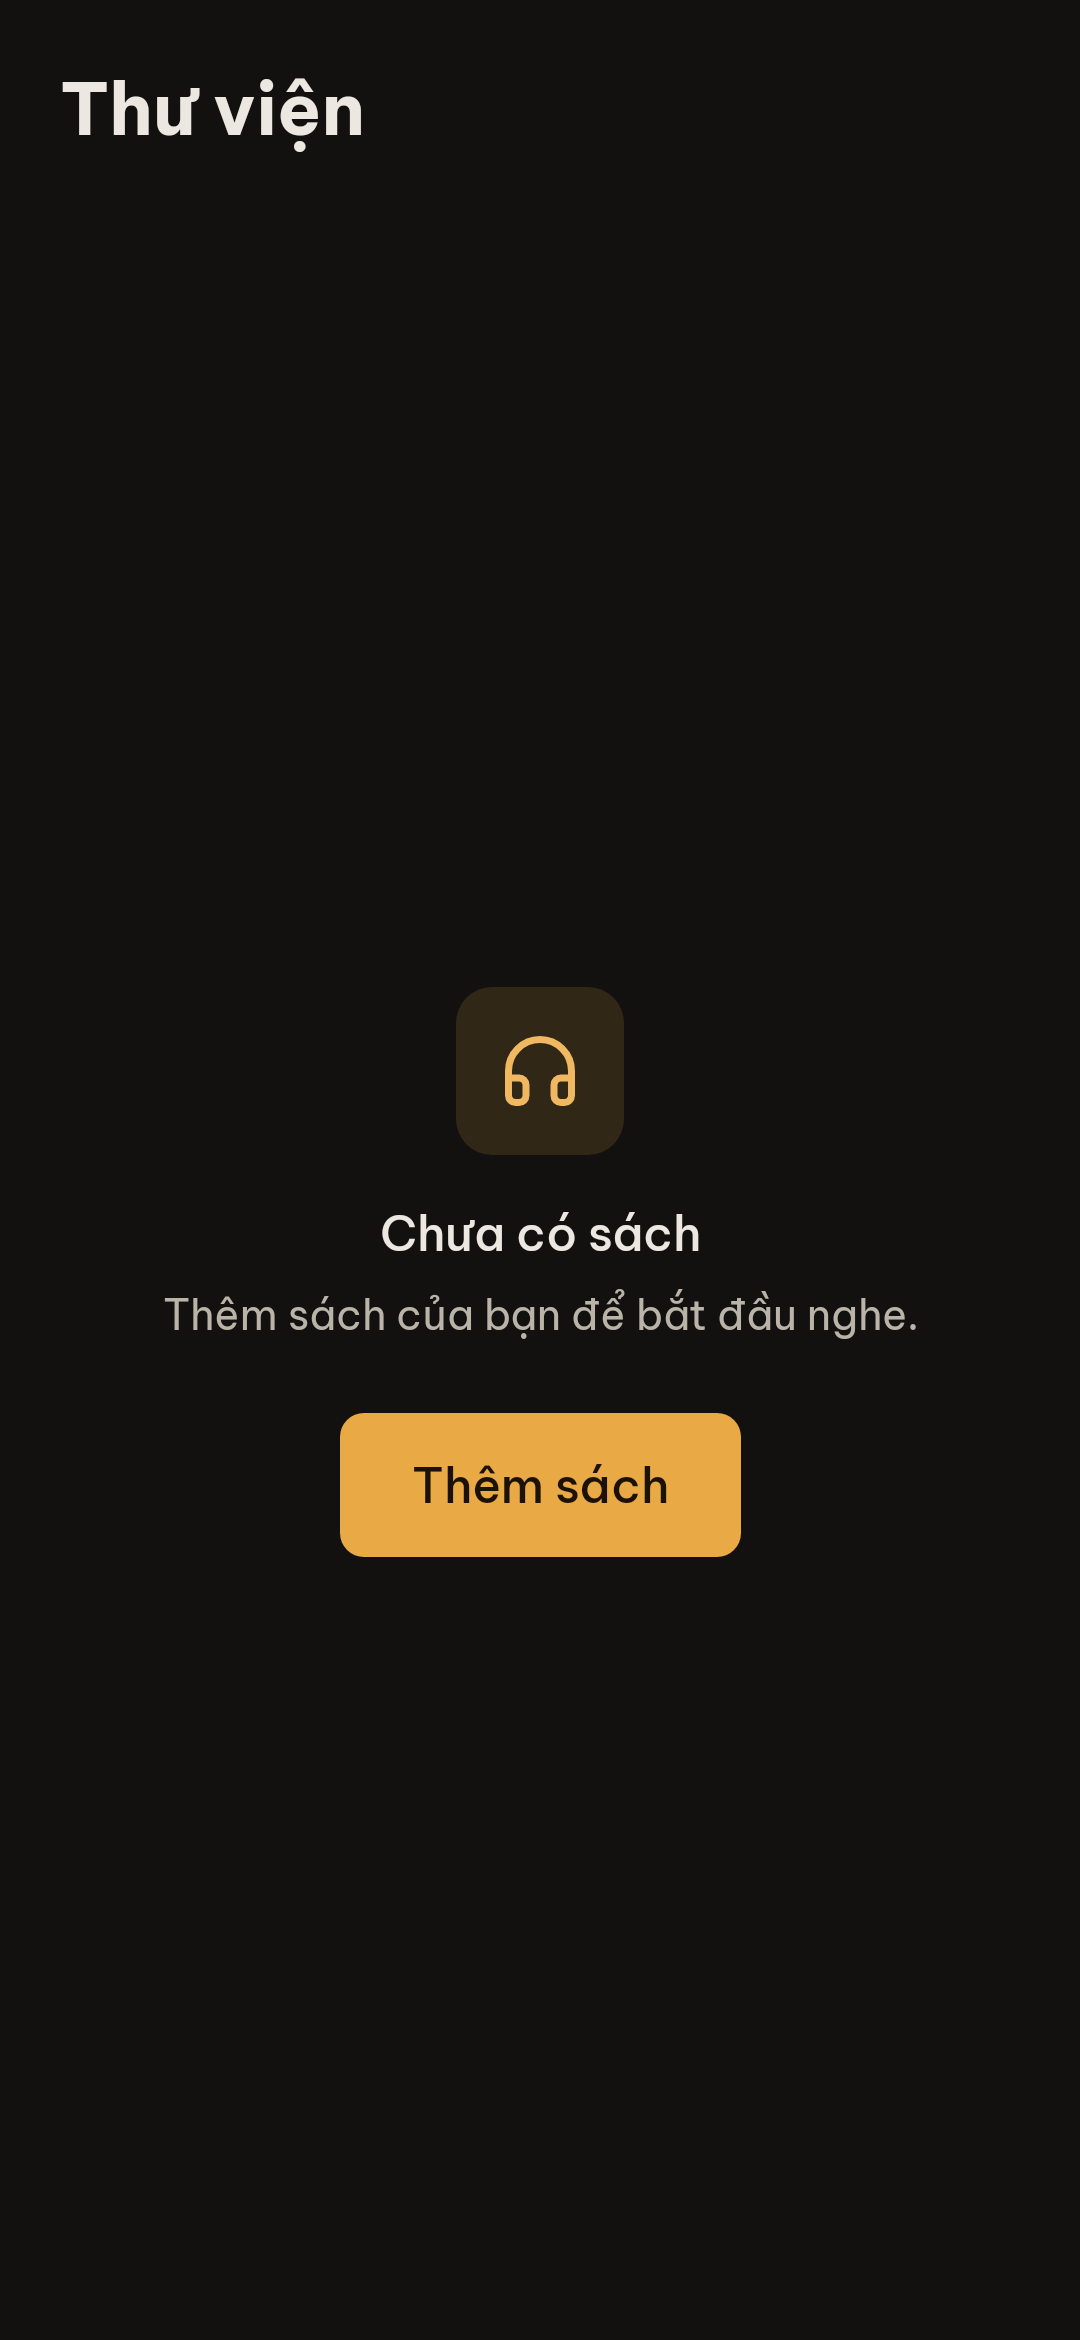 Thư viện
Chưa có sách
Thêm sách của bạn để bắt đầu nghe.
Thêm sách